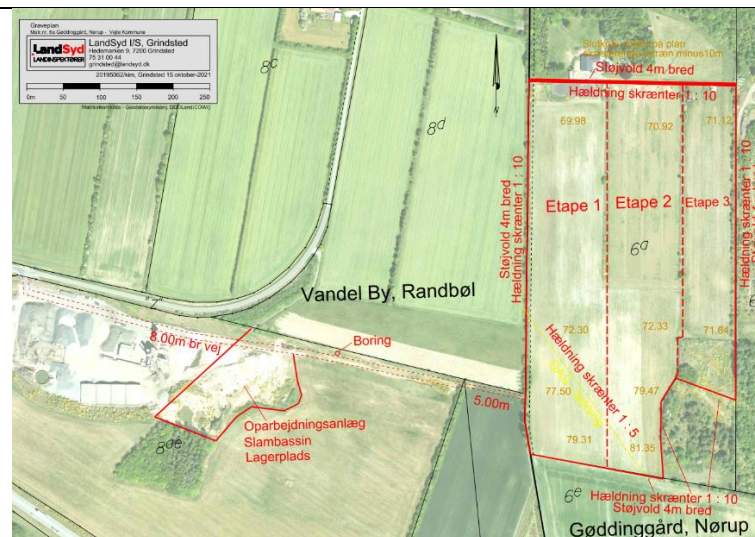 Graveplan
Matr.nr. 6a Gøddinggård, Nørup - Vejle Kommune
LandSyd
LANDINSPEKTØRER
LandSyd I/S, Grindsted
Hedemarken 9, 7200 Grindsted
75 31 00 44
grindsted@landsyd.dk
20195062/hlm, Grindsted 15 oktober-2021
0m 50 100 150 200 250
8c
8d
på plan
minus10m
Støjvold 4m bred
Hældning skrænter 1 : 10
69.98
70.92
71.12
Etape 1
Etape 2
Etape 3
6a
Støjvold 4m bred
Hældning skrænter 1 : 10
Hældning skrænter 1 : 10
Vandel By, Randbøl
8.00m br vej
Boring
5.00m
72.30
72.33
71.84
Hældning skrænter 1 : 5
77.50
79.47
79.31
81.35
Oparbejdningsanlæg
Slambassin
Lagerplads
8ae
6e
Hældning skrænter 1 : 10
Støjvold 4m bred
Gøddinggård, Nørup